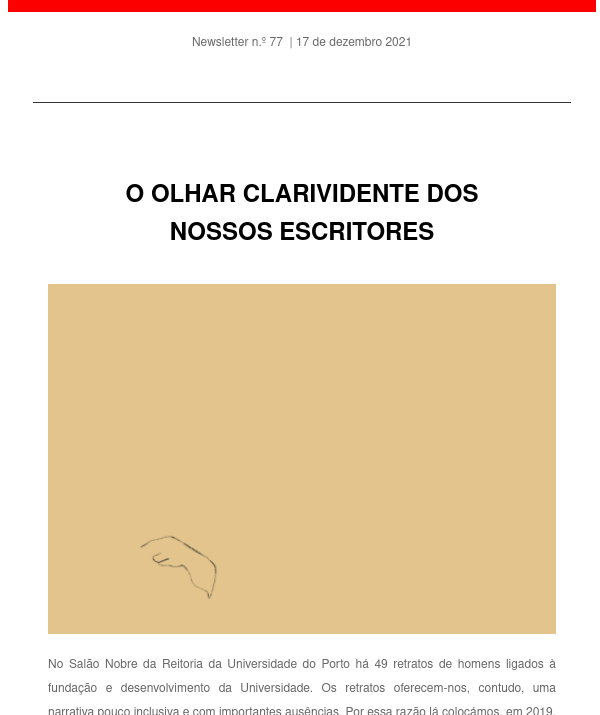 Newsletter n.º 77 | 17 de dezembro 2021
O OLHAR CLARIVIDENTE DOS
NOSSOS ESCRITORES
No Salão Nobre da Reitoria da Universidade do Porto há 49 retratos de homens ligados à
fundação e desenvolvimento da Universidade. Os retratos oferecem-nos, contudo, uma
narrativa pouco inclusiva e com importantes ausências. Por essa razão lá colocámos, em 2019,